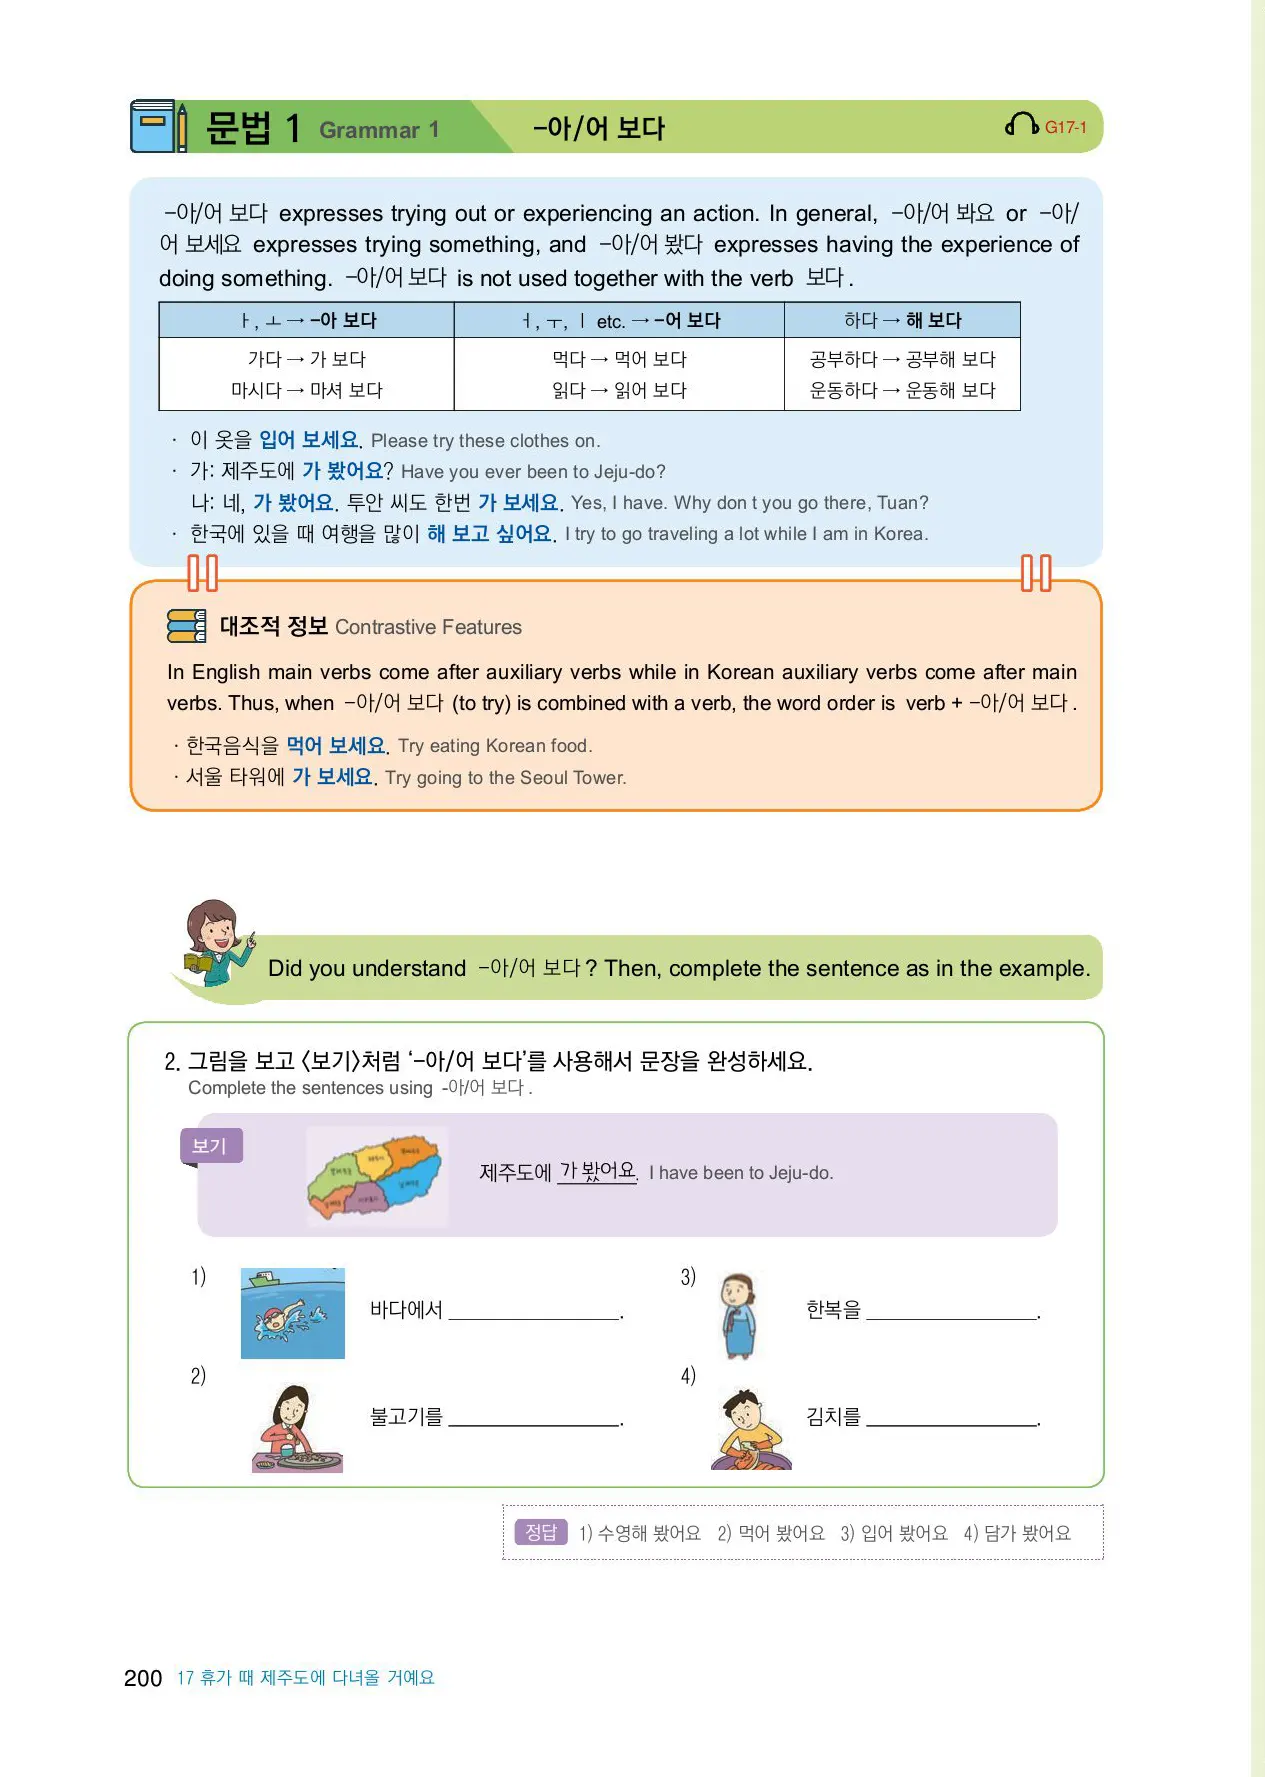 문법 1 Grammar 1 -아/어 보다 G17-1
-아/어 보다 expresses trying out or experiencing an action. In general, -아/어 봐요 or -아/
어 보세요 expresses trying something, and -아/어 봤다 expresses having the experience of
doing something. -아/어 보다 is not used together with the verb 보다.
ㅏ, ㅗ → -아 보다 ㅓ, ㅜ, ㅣ etc. → -어 보다 하다 → 해 보다
가다 → 가 보다 먹다 → 먹어 보다 공부하다 → 공부해 보다
마시다 → 마셔 보다 읽다 → 읽어 보다 운동하다 → 운동해 보다
· 이 옷을 입어 보세요. Please try these clothes on.
· 가: 제주도에 가 봤어요? Have you ever been to Jeju-do?
나: 네, 가 봤어요. 투안 씨도 한번 가 보세요. Yes, I have. Why don t you go there, Tuan?
· 한국에 있을 때 여행을 많이 해 보고 싶어요. I try to go traveling a lot while I am in Korea.
대조적 정보 Contrastive Features
In English main verbs come after auxiliary verbs while in Korean auxiliary verbs come after main
verbs. Thus, when -아/어 보다 (to try) is combined with a verb, the word order is verb + -아/어 보다.
· 한국음식을 먹어 보세요. Try eating Korean food.
· 서울 타워에 가 보세요. Try going to the Seoul Tower.
Did you understand -아/어 보다? Then, complete the sentence as in the example.
2. 그림을 보고 〈보기〉처럼 ‘-아/어 보다’를 사용해서 문장을 완성하세요.
Complete the sentences using -아/어 보다.
보기
제주도에 가 봤어요. I have been to Jeju-do.
1) 바다에서 ________________.
2) 불고기를 ________________.
3) 한복을 ________________.
4) 김치를 ________________.
정답 1) 수영해 봤어요 2) 먹어 봤어요 3) 입어 봤어요 4) 담가 봤어요
200 17 휴가 때 제주도에 다녀올 거예요